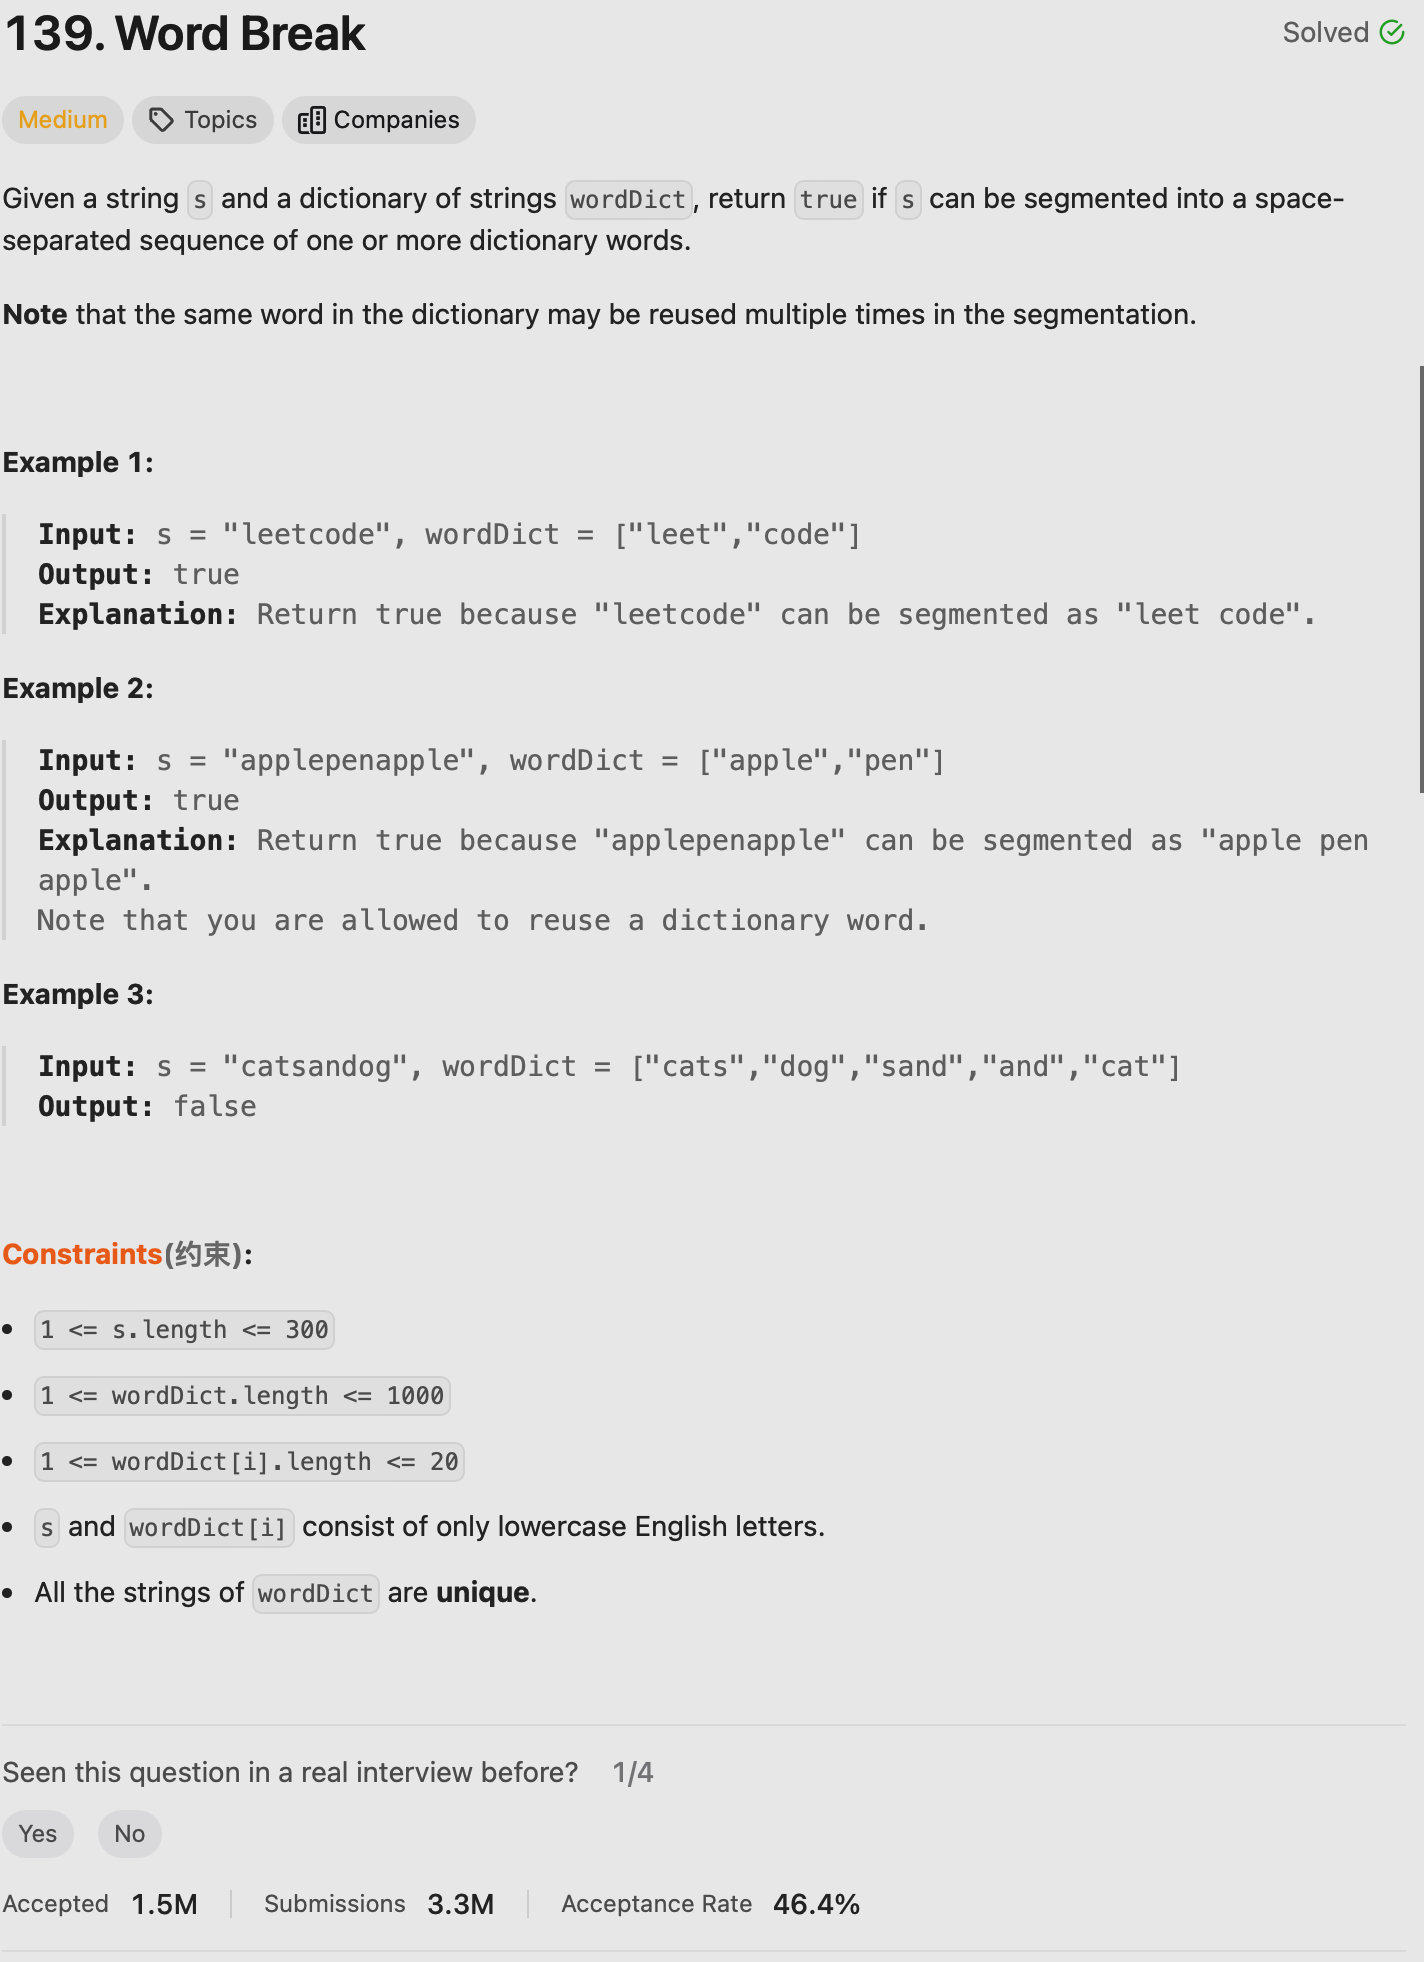 139. Word Break
Solved
Medium
Topics
Companies
Given a string s and a dictionary of strings wordDict, return true if s can be segmented into a space-
separated sequence of one or more dictionary words.
Note that the same word in the dictionary may be reused multiple times in the segmentation.
Example 1:
Input: s = "leetcode", wordDict = ["leet","code"]
Output: true
Explanation: Return true because "leetcode" can be segmented as "leet code".
Example 2:
Input: s = "applepenapple", wordDict = ["apple","pen"]
Output: true
Explanation: Return true because "applepenapple" can be segmented as "apple pen
apple".
Note that you are allowed to reuse a dictionary word.
Example 3:
Input: s = "catsandog", wordDict = ["cats","dog","sand","and","cat"]
Output: false
Constraints(约束):
1 <= s.length <= 300
1 <= wordDict.length <= 1000
1 <= wordDict[i].length <= 20
s and wordDict[i] consist of only lowercase English letters.
All the strings of wordDict are unique.
Seen this question in a real interview before? 1/4
Yes No
Accepted 1.5M Submissions 3.3M Acceptance Rate 46.4%